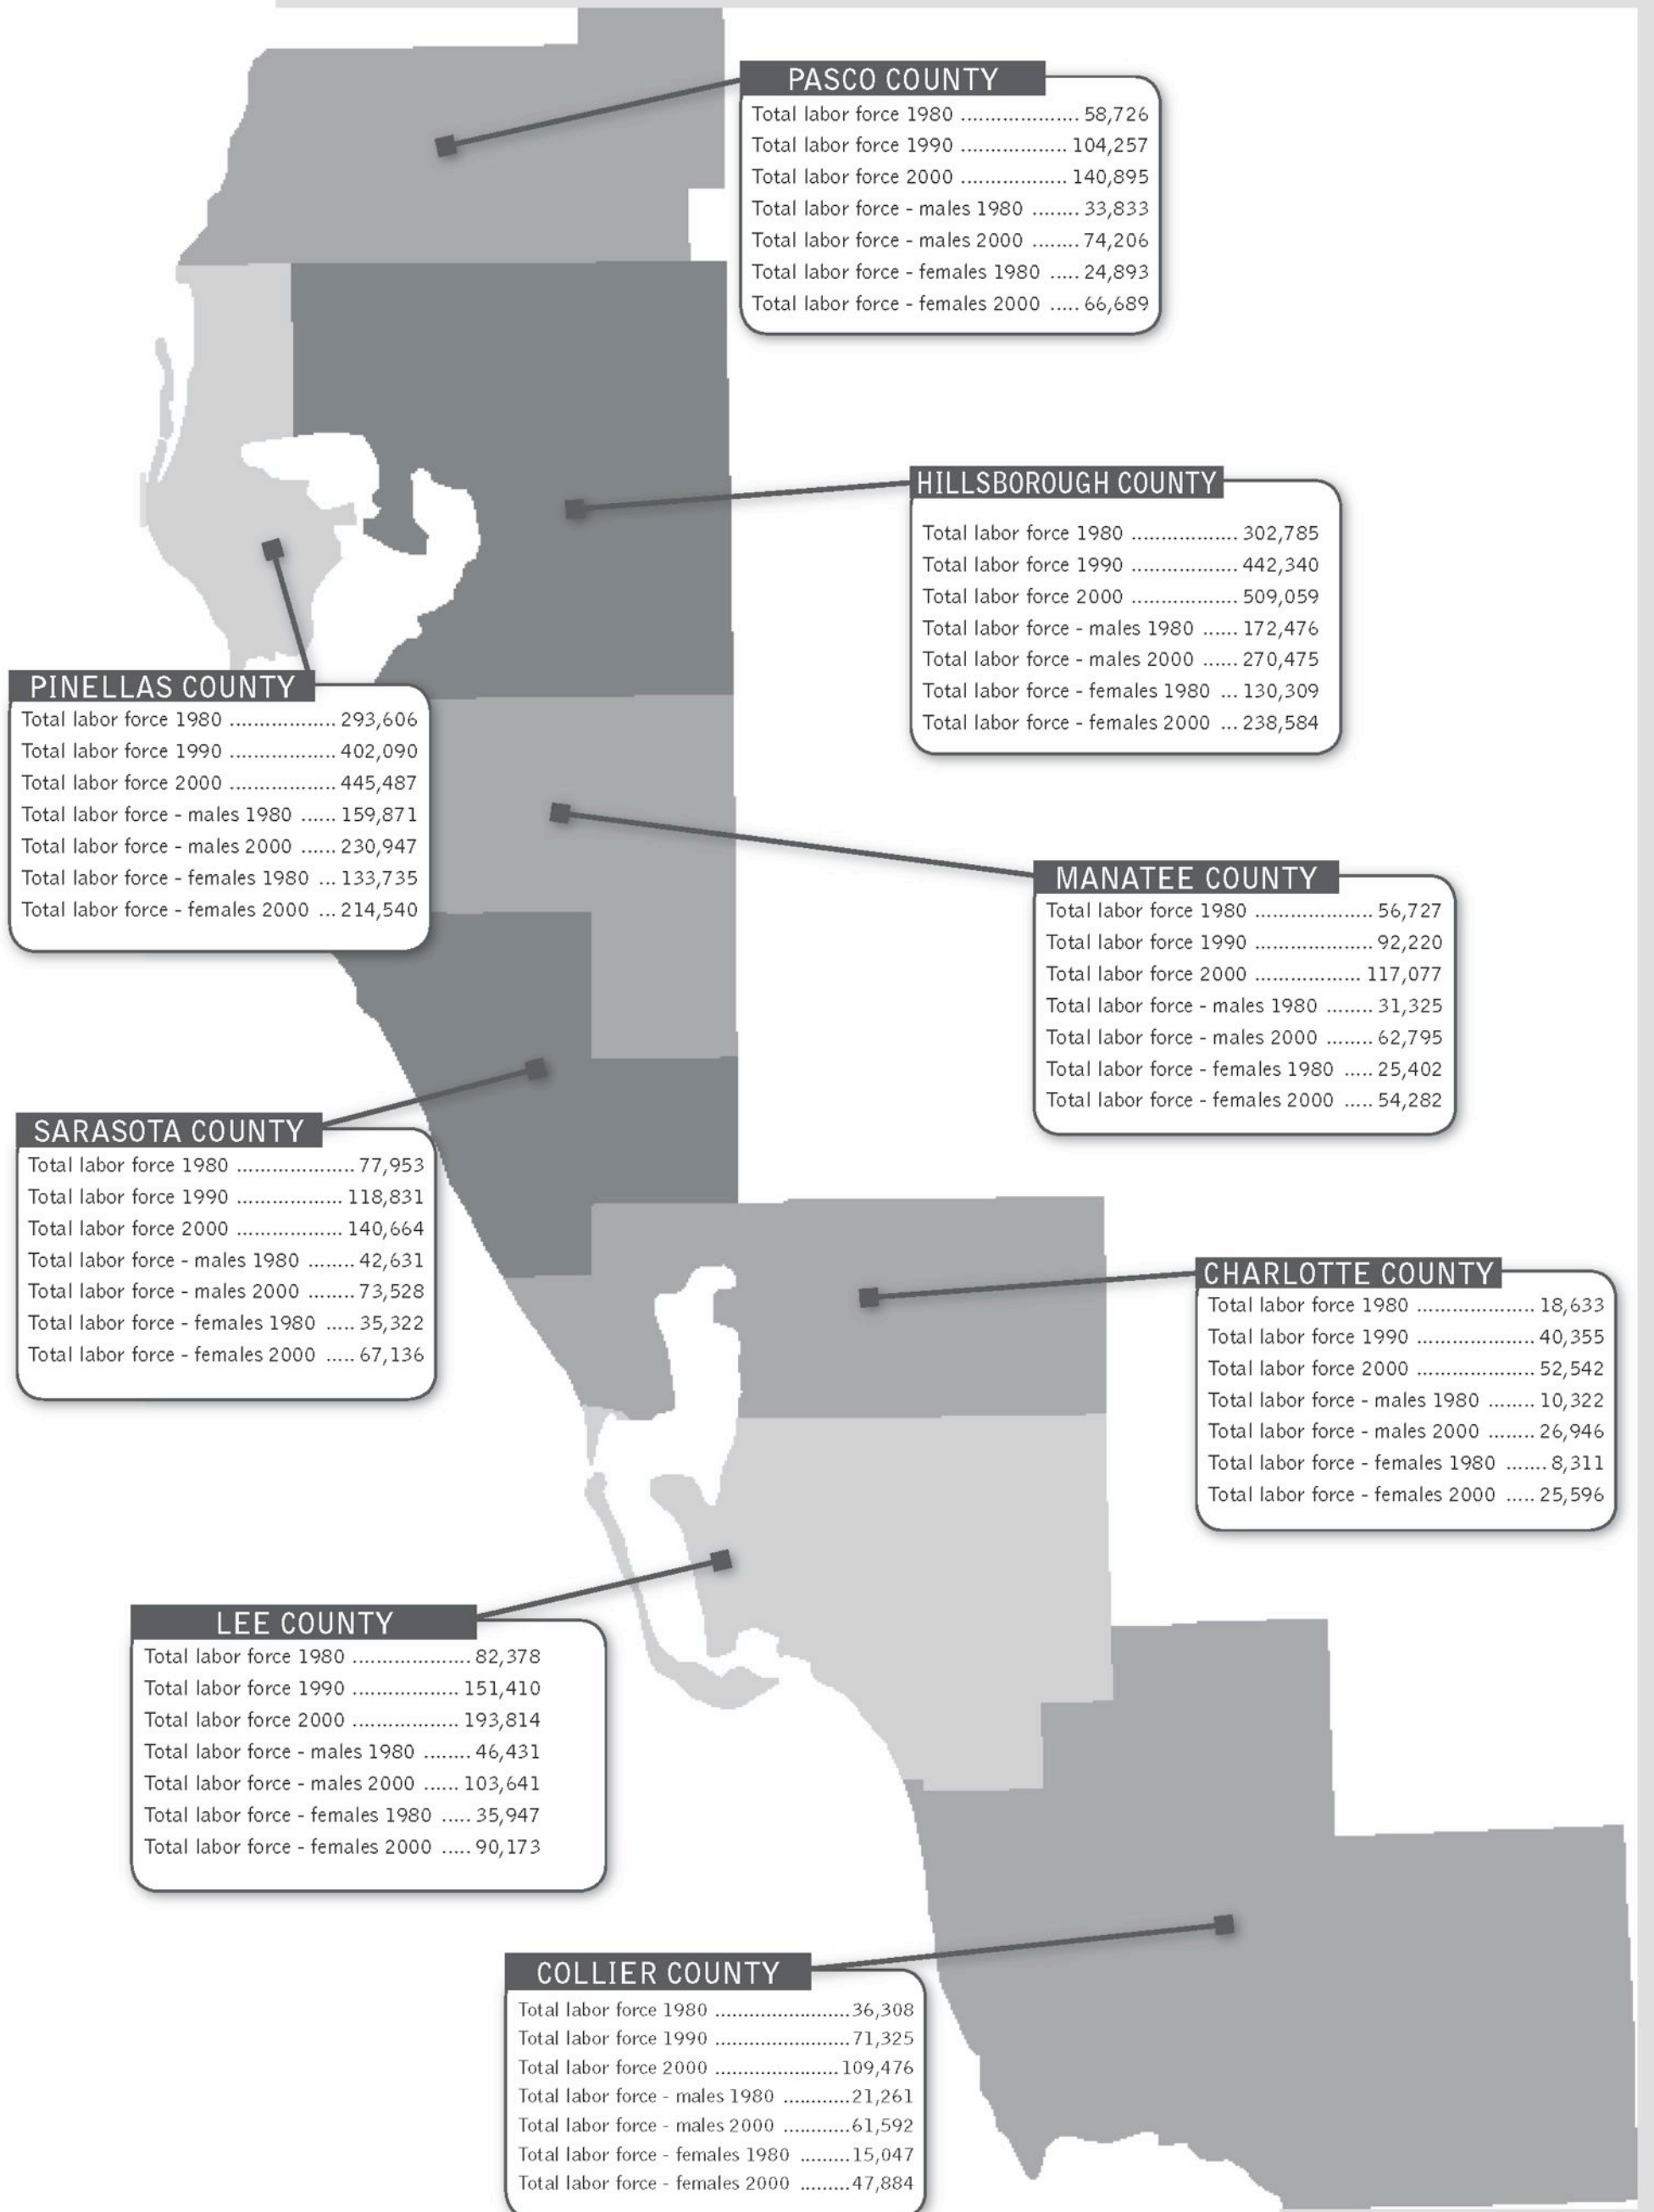 PASCO COUNTY
Total labor force 1980 .................... 58,726
Total labor force 1990 .................. 104,257
Total labor force 2000 .................. 140,895
Total labor force - males 1980 ........ 33,833
Total labor force - males 2000 ........ 74,206
Total labor force - females 1980 ..... 24,893
Total labor force - females 2000 ..... 66,689
HILLSBOROUGH COUNTY
Total labor force 1980 .................. 302,785
Total labor force 1990 .................. 442,340
Total labor force 2000 .................. 509,059
Total labor force - males 1980 ...... 172,476
Total labor force - males 2000 ...... 270,475
Total labor force - females 1980 ... 130,309
Total labor force - females 2000 ... 238,584
PINELLAS COUNTY
Total labor force 1980 .................. 293,606
Total labor force 1990 .................. 402,090
Total labor force 2000 .................. 445,487
Total labor force - males 1980 ...... 159,871
Total labor force - males 2000 ...... 230,947
Total labor force - females 1980 ... 133,735
Total labor force - females 2000 ... 214,540
MANATEE COUNTY
Total labor force 1980 .................... 56,727
Total labor force 1990 .................... 92,220
Total labor force 2000 .................. 117,077
Total labor force - males 1980 ........ 31,325
Total labor force - males 2000 ........ 62,795
Total labor force - females 1980 ..... 25,402
Total labor force - females 2000 ..... 54,282
SARASOTA COUNTY
Total labor force 1980 .................... 77,953
Total labor force 1990 .................. 118,831
Total labor force 2000 .................. 140,664
Total labor force - males 1980 ........ 42,631
Total labor force - males 2000 ........ 73,528
Total labor force - females 1980 ..... 35,322
Total labor force - females 2000 ..... 67,136
CHARLOTTE COUNTY
Total labor force 1980 .................... 18,633
Total labor force 1990 .................... 40,355
Total labor force 2000 .................... 52,542
Total labor force - males 1980 ........ 10,322
Total labor force - males 2000 ........ 26,946
Total labor force - females 1980 ....... 8,311
Total labor force - females 2000 ..... 25,596
LEE COUNTY
Total labor force 1980 .................... 82,378
Total labor force 1990 .................. 151,410
Total labor force 2000 .................. 193,814
Total labor force - males 1980 ........ 46,431
Total labor force - males 2000 ...... 103,641
Total labor force - females 1980 ..... 35,947
Total labor force - females 2000 ..... 90,173
COLLIER COUNTY
Total labor force 1980 .......................36,308
Total labor force 1990 .......................71,325
Total labor force 2000 .....................109,476
Total labor force - males 1980 ............21,261
Total labor force - males 2000 ............61,592
Total labor force - females 1980 .........15,047
Total labor force - females 2000 .........47,884